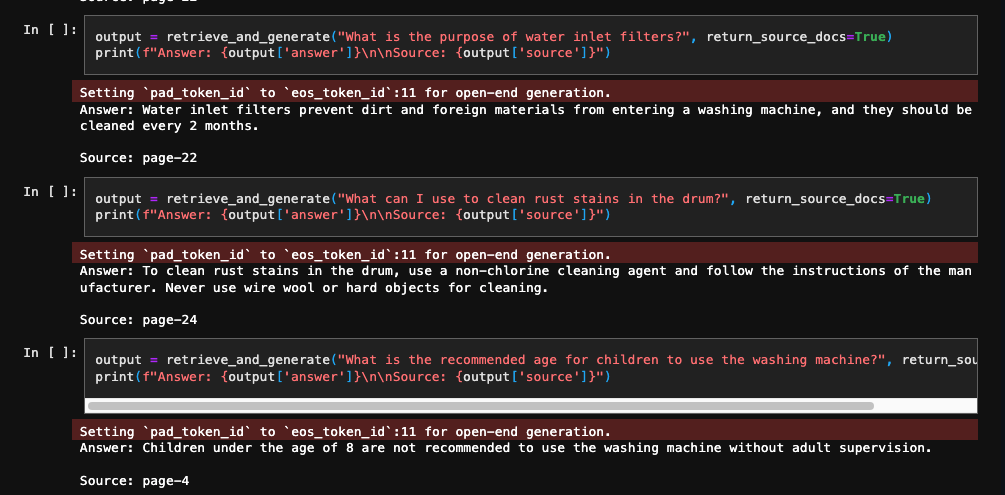 Source: page-22
In [ ]: output = retrieve_and_generate("What is the purpose of water inlet filters?", return_source_docs=True)
print(f"Answer: {output['answer']}\n\nSource: {output['source']}")
Setting `pad_token_id` to `eos_token_id`:11 for open-end generation.
Answer: Water inlet filters prevent dirt and foreign materials from entering a washing machine, and they should be
cleaned every 2 months.
Source: page-22
In [ ]: output = retrieve_and_generate("What can I use to clean rust stains in the drum?", return_source_docs=True)
print(f"Answer: {output['answer']}\n\nSource: {output['source']}")
Setting `pad_token_id` to `eos_token_id`:11 for open-end generation.
Answer: To clean rust stains in the drum, use a non-chlorine cleaning agent and follow the instructions of the man
ufacturer. Never use wire wool or hard objects for cleaning.
Source: page-24
In [ ]: output = retrieve_and_generate("What is the recommended age for children to use the washing machine?", return_sou
print(f"Answer: {output['answer']}\n\nSource: {output['source']}")
Setting `pad_token_id` to `eos_token_id`:11 for open-end generation.
Answer: Children under the age of 8 are not recommended to use the washing machine without adult supervision.
Source: page-4